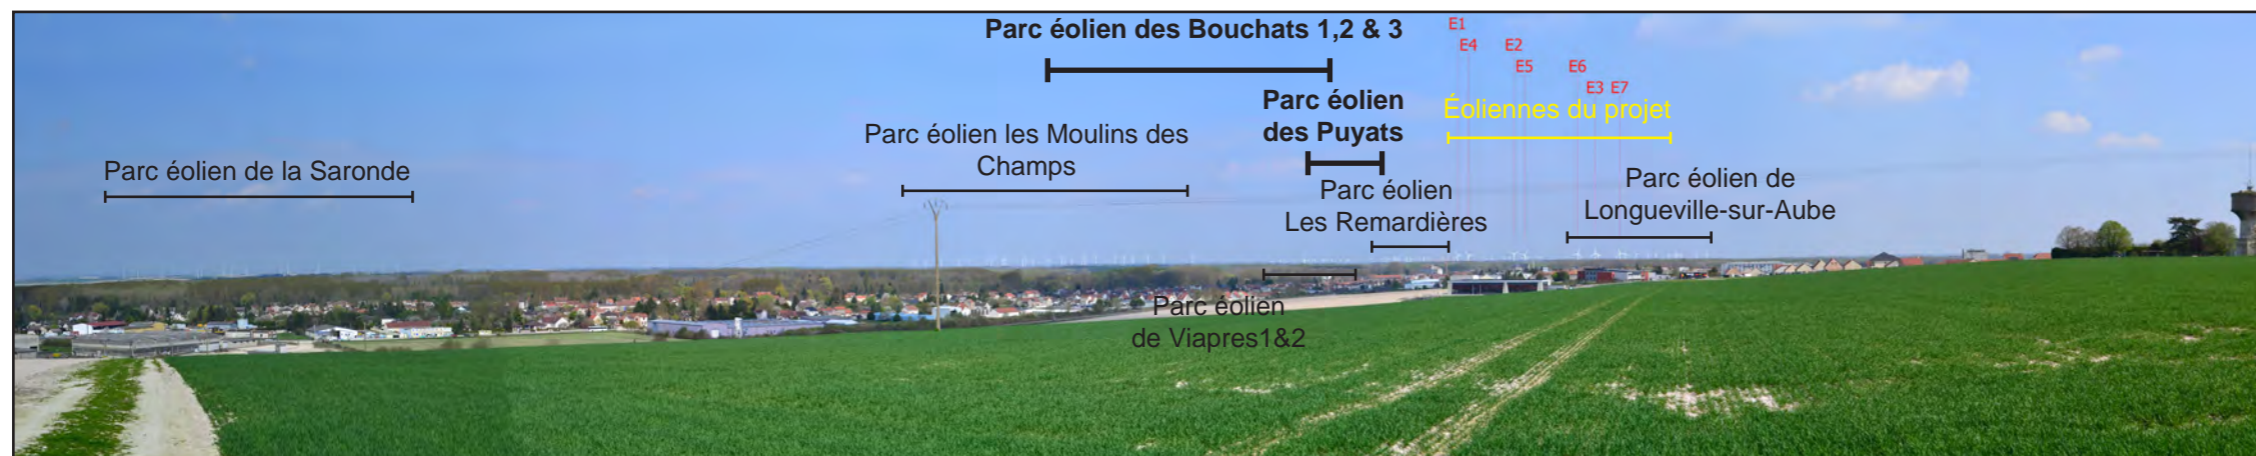 Parc éolien des Bouchats 1,2 & 3
E1
E4
E2
E5
E6
E3
E7
Éoliennes du projet
Parc éolien
des Puyats
Parc éolien les Moulins des
Champs
Parc éolien de la Saronde
Parc éolien
Les Remardières
Parc éolien de
Longueville-sur-Aube
Parc éolien
de Viapres1&2